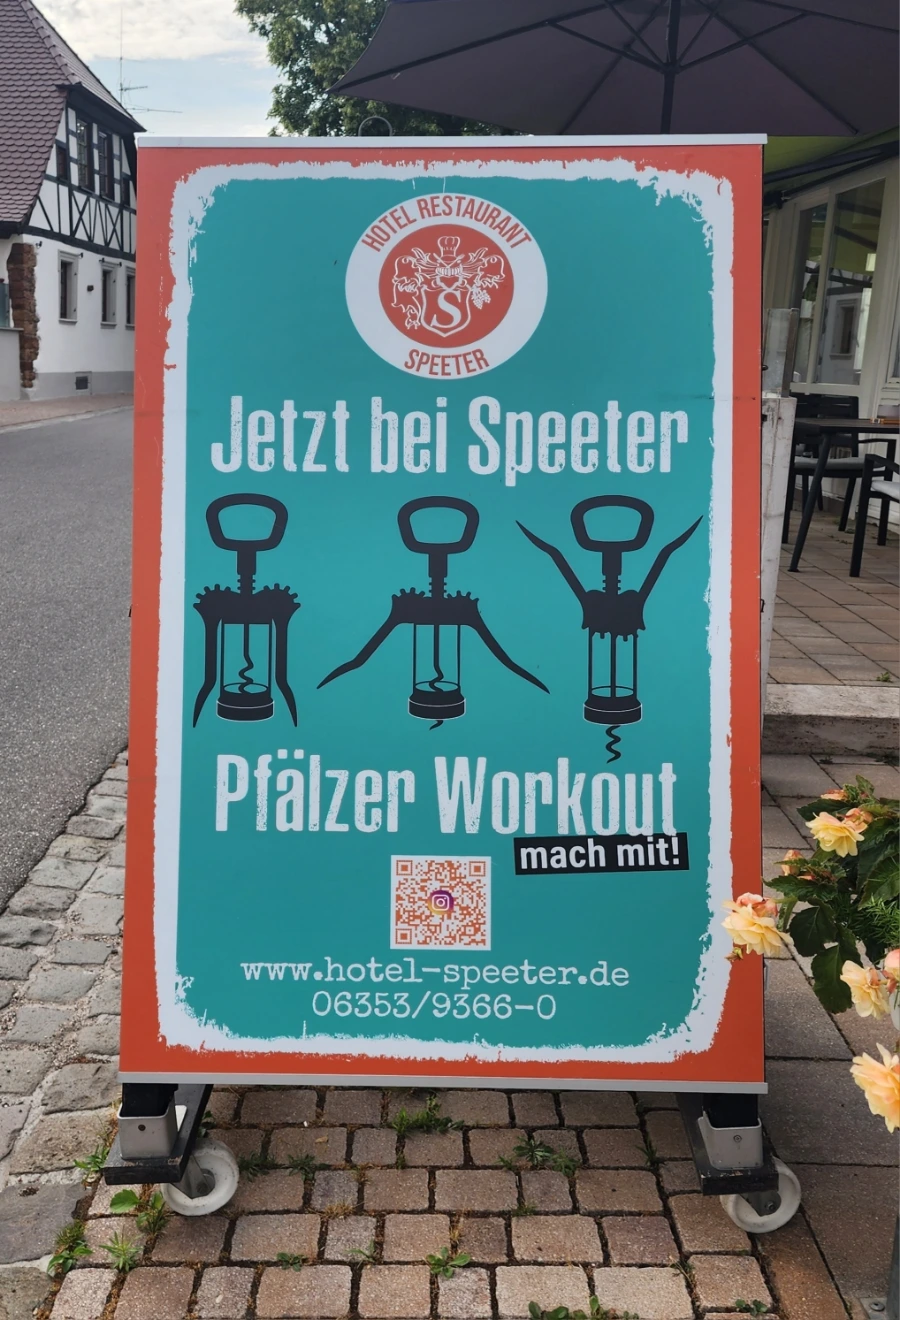 HOTEL RESTAURANT
S
SPEETER
Jetzt bei Speeter
Pfälzer Workout
mach mit!
www.hotel-speeter.de
06353/9366-0